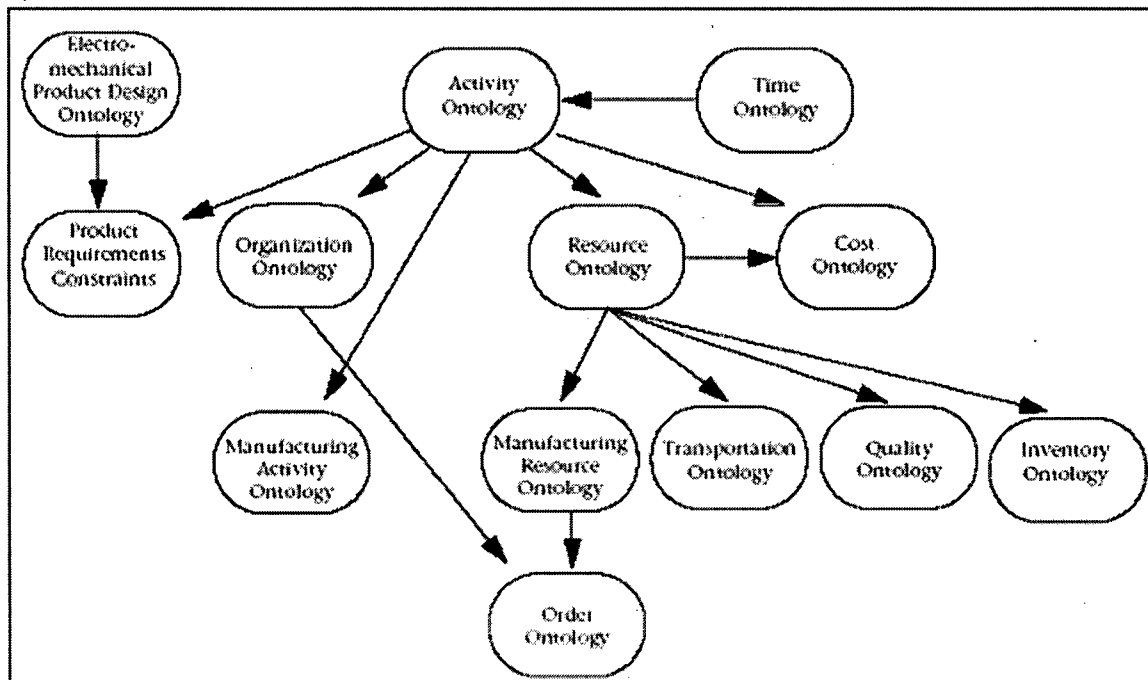 Electro-
mechanical
Product Design
Ontology
Activity
Ontology
Time
Ontology
Product
Requirements
Constraints
Organization
Ontology
Resource
Ontology
Cost
Ontology
Manufacturing
Activity
Ontology
Manufacturing
Resource
Ontology
Transportation
Ontology
Quality
Ontology
Inventory
Ontology
Order
Ontology